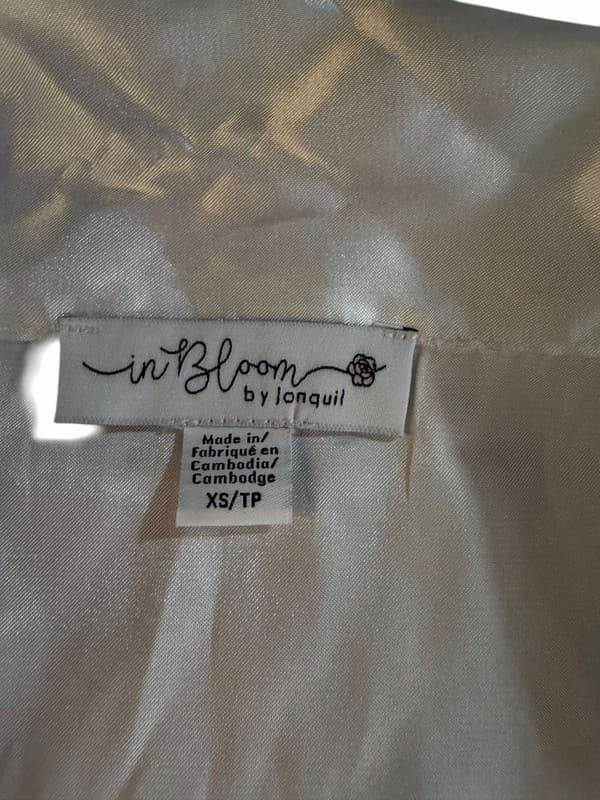 in Bloom
by Jonquil
Made in/
Fabriqué en
Cambodia/
Cambodge
XS/TP